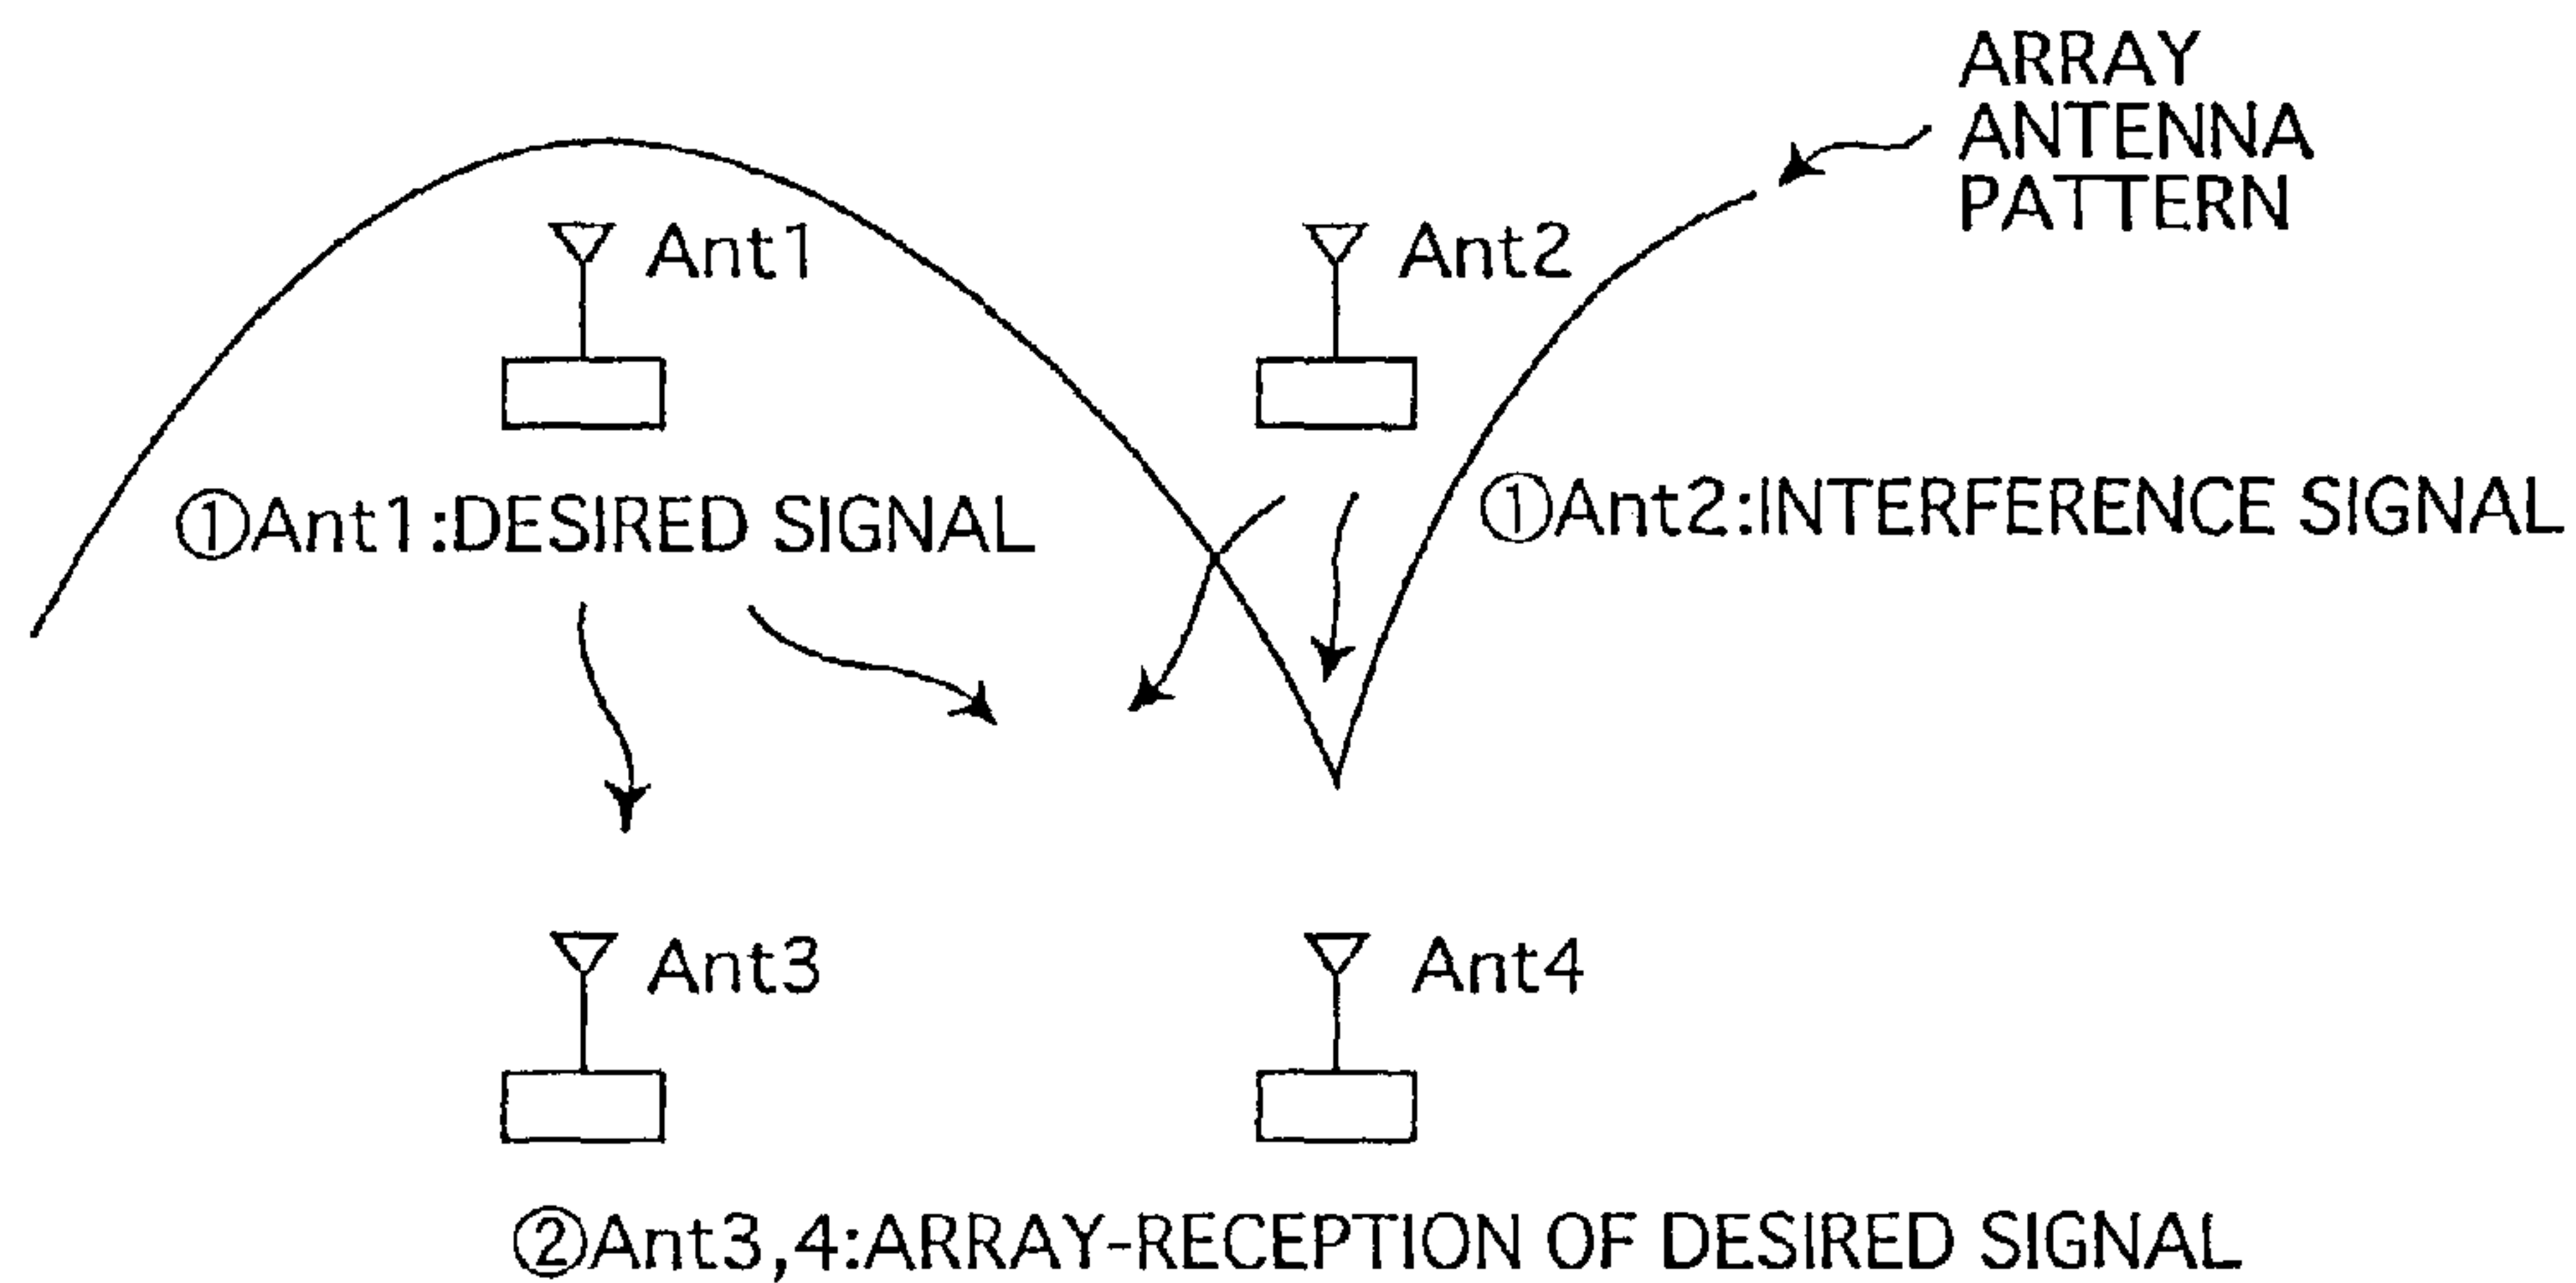 ARRAY
ANTENNA
PATTERN
Ant1
Ant2
①Ant1:DESIRED SIGNAL
①Ant2:INTERFERENCE SIGNAL
Ant3
Ant4
②Ant3,4:ARRAY-RECEPTION OF DESIRED SIGNAL